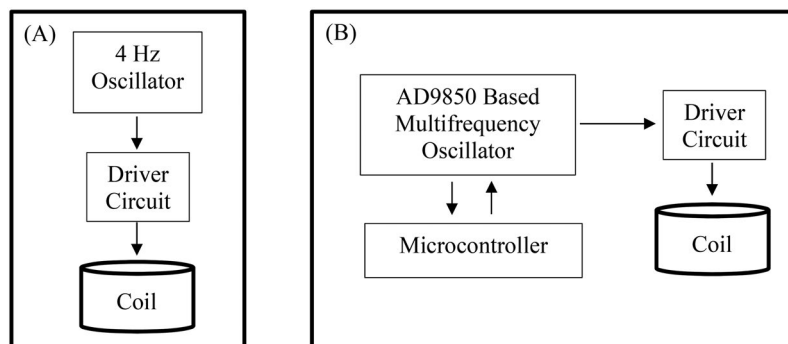 (A)
4 Hz
Oscillator
Driver
Circuit
Coil
(B)
AD9850 Based
Multifrequency
Oscillator
Driver
Circuit
Microcontroller
Coil